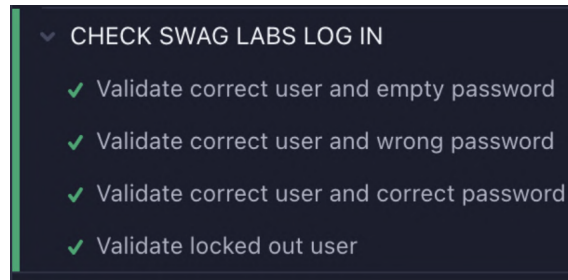 CHECK SWAG LABS LOG IN
Validate correct user and empty password
Validate correct user and wrong password
Validate correct user and correct password
Validate locked out user